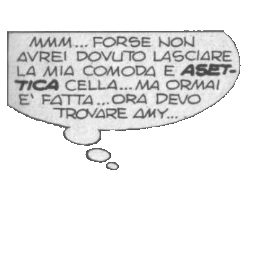 MMM...FORSE NON
AVREI DOVUTO LASCIARE
LA MIA COMODA E ASET-
TICA CELLA...MA ORMAI
E' FATTA...ORA DEVO
TROVARE AMY...